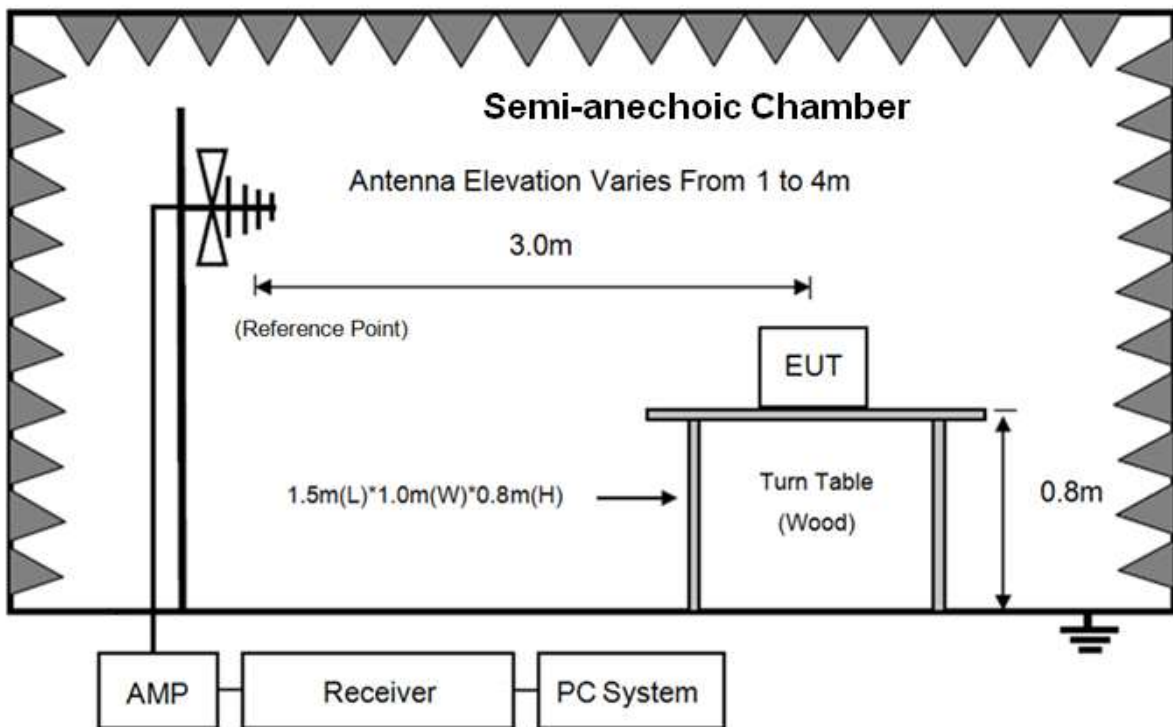 Semi-anechoic Chamber
Antenna Elevation Varies From 1 to 4m
3.0m
(Reference Point)
EUT
1.5m(L)*1.0m(W)*0.8m(H)
Turn Table
(Wood)
0.8m
AMP
Receiver
PC System